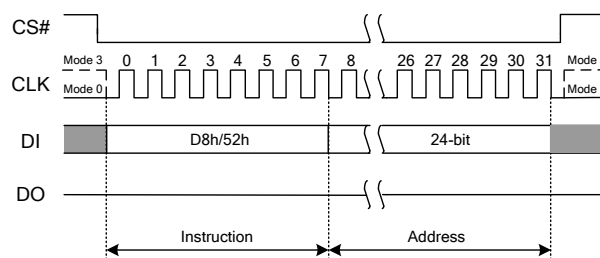 CS#
Mode 3 0 1 2 3 4 5 6 7 8 26 27 28 29 30 31 Mode
CLK
Mode 0 Mode
DI D8h/52h 24-bit
DO
Instruction Address